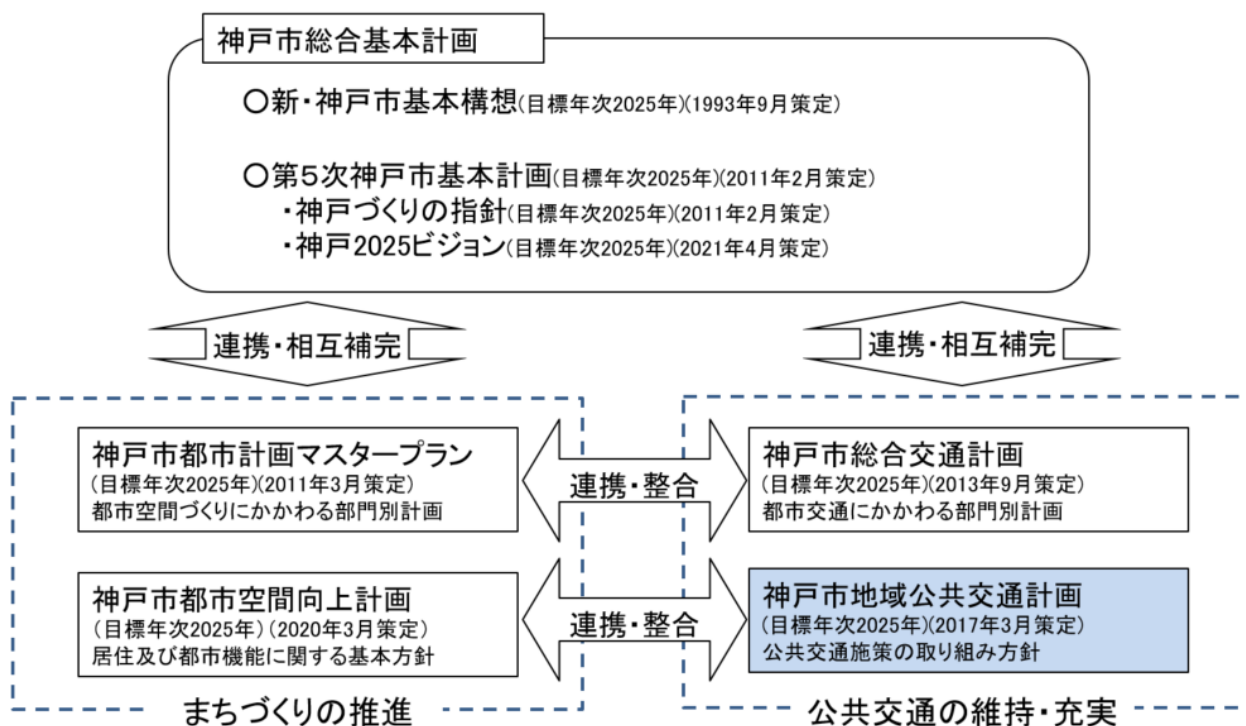 神戸市総合基本計画
〇新・神戸市基本構想(目標年次2025年)(1993年9月策定)
〇第5次神戸市基本計画(目標年次2025年)(2011年2月策定)
・神戸づくりの指針(目標年次2025年)(2011年2月策定)
・神戸2025ビジョン(目標年次2025年)(2021年4月策定)
連携・相互補完
連携・相互補完
神戸市都市計画マスタープラン
(目標年次2025年)(2011年3月策定)
都市空間づくりにかかわる部門別計画
連携・整合
神戸市総合交通計画
(目標年次2025年)(2013年9月策定)
都市交通にかかわる部門別計画
神戸市都市空間向上計画
(目標年次2025年)(2020年3月策定)
居住及び都市機能に関する基本方針
連携・整合
神戸市地域公共交通計画
(目標年次2025年)(2017年3月策定)
公共交通施策の取り組み方針
まちづくりの推進
公共交通の維持・充実